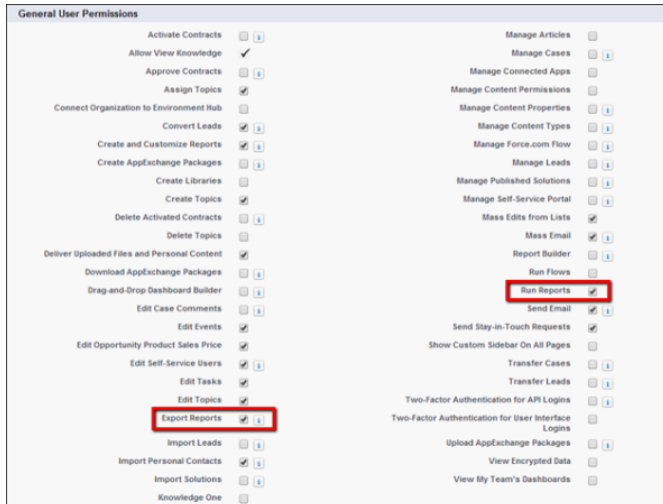 General User Permissions
Activate Contracts
Allow View Knowledge
Approve Contracts
Assign Topics
Connect Organization to Environment Hub
Convert Leads
Create and Customize Reports
Create AppExchange Packages
Create Libraries
Create Topics
Delete Activated Contracts
Delete Topics
Deliver Uploaded Files and Personal Content
Download AppExchange Packages
Drag-and-Drop Dashboard Builder
Edit Case Comments
Edit Events
Edit Opportunity Product Sales Price
Edit Self-Service Users
Edit Tasks
Edit Topics
Export Reports
Import Leads
Import Personal Contacts
Import Solutions
Knowledge One
Manage Articles
Manage Cases
Manage Connected Apps
Manage Content Permissions
Manage Content Properties
Manage Content Types
Manage Force.com Flow
Manage Leads
Manage Published Solutions
Manage Self-Service Portal
Mass Edits from Lists
Mass Email
Report Builder
Run Flows
Run Reports
Send Email
Send Stay-in-Touch Requests
Show Custom Sidebar On All Pages
Transfer Cases
Transfer Leads
Two-Factor Authentication for API Logins
Two-Factor Authentication for User Interface
Logins
Upload AppExchange Packages
View Encrypted Data
View My Team's Dashboards